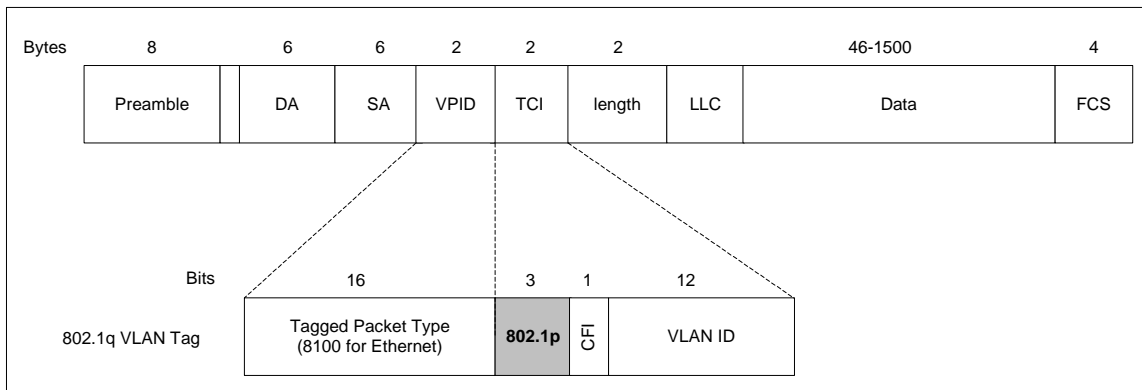 Bytes 8 6 6 2 2 2 46-1500 4
Preamble DA SA VPID TCI length LLC Data FCS
Bits 16 3 1 12
802.1q VLAN Tag
Tagged Packet Type
(8100 for Ethernet)
802.1p
CFI
VLAN ID